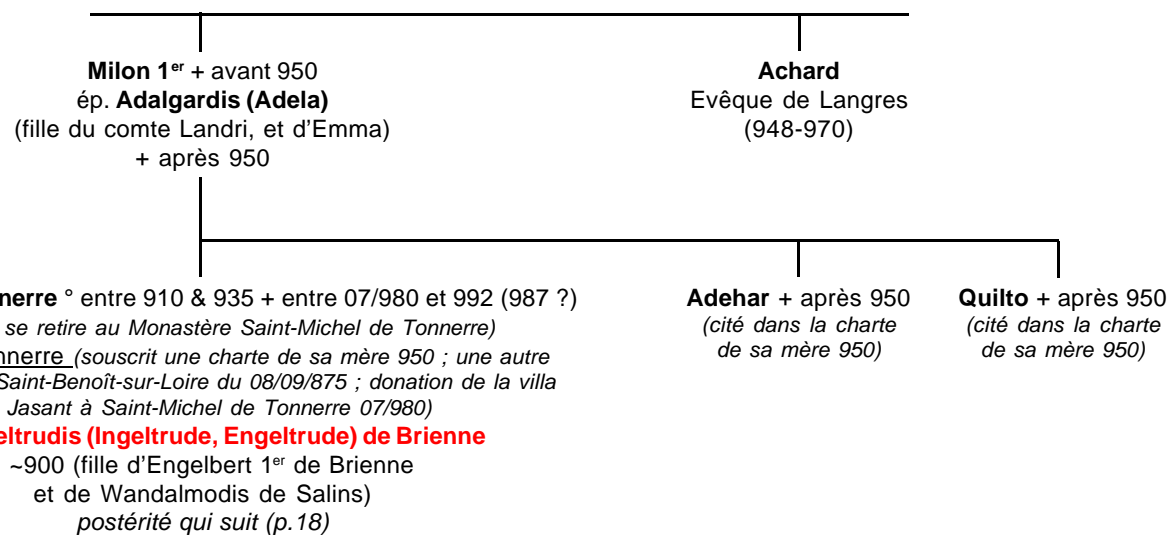 Milon 1er + avant 950
ép. Adalgardis (Adela)
(fille du comte Landri, et d'Emma)
+ après 950
Achard
Evêque de Langres
(948-970)
nerre ° entre 910 & 935 + entre 07/980 et 992 (987 ?)
se retire au Monastère Saint-Michel de Tonnerre)
nnerre (souscrit une charte de sa mère 950 ; une autre
Saint-Benoît-sur-Loire du 08/09/875 ; donation de la villa
Jasant à Saint-Michel de Tonnerre 07/980)
eltrudis (Ingeltrude, Engeltrude) de Brienne
~900 (fille d'Engelbert 1er de Brienne
et de Wandalmodis de Salins)
postérité qui suit (p.18)
Adehar + après 950
(cité dans la charte
de sa mère 950)
Quilto + après 950
(cité dans la charte
de sa mère 950)